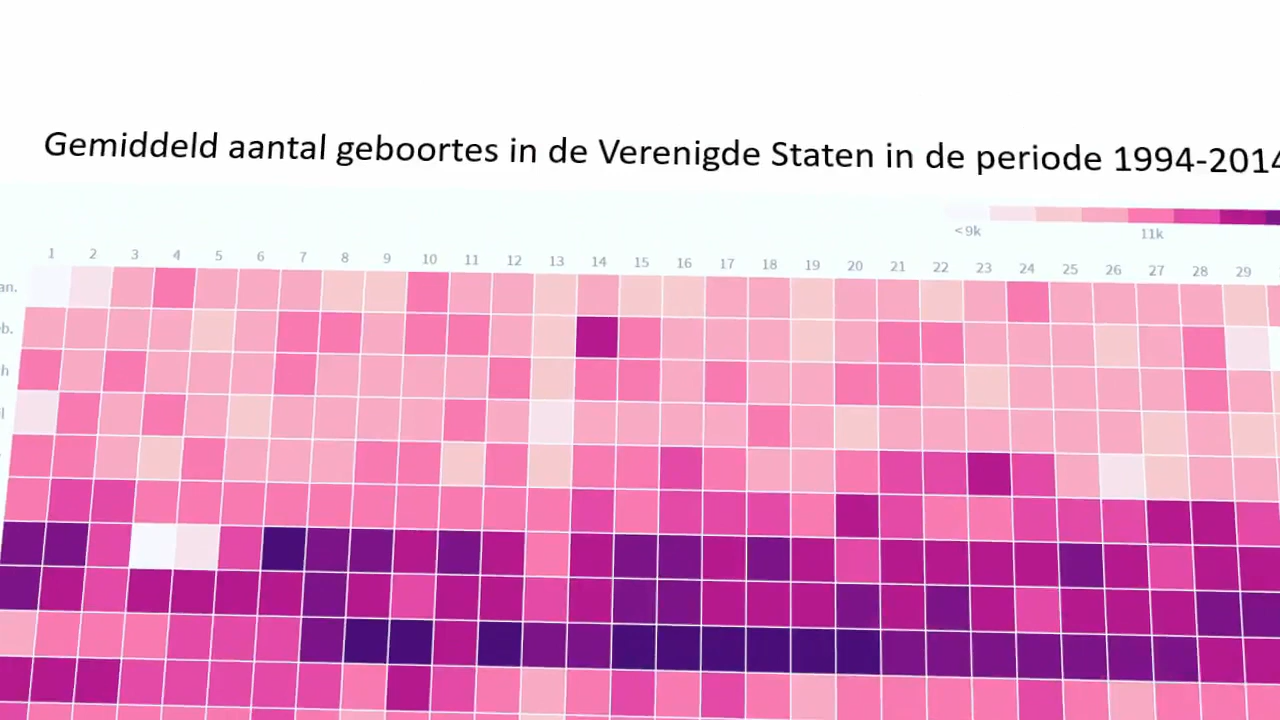 Gemiddeld aantal geboortes in de Verenigde Staten in de periode 1994-2014
<9k 11k
1 2 3 4 5 6 7 8 9 10 11 12 13 14 15 16 17 18 19 20 21 22 23 24 25 26 27 28 29
an.
b.
h
l